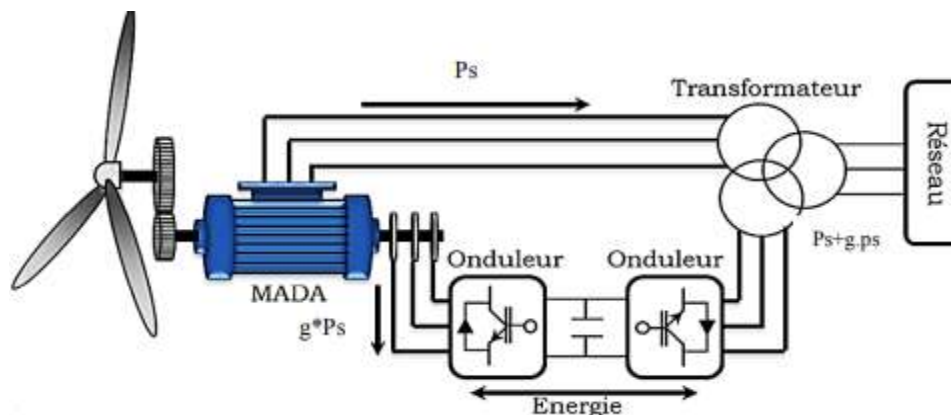 Ps
Transformateur
Réseau
Ps+g.ps
Onduleur
Onduleur
MADA
g*Ps
Energie